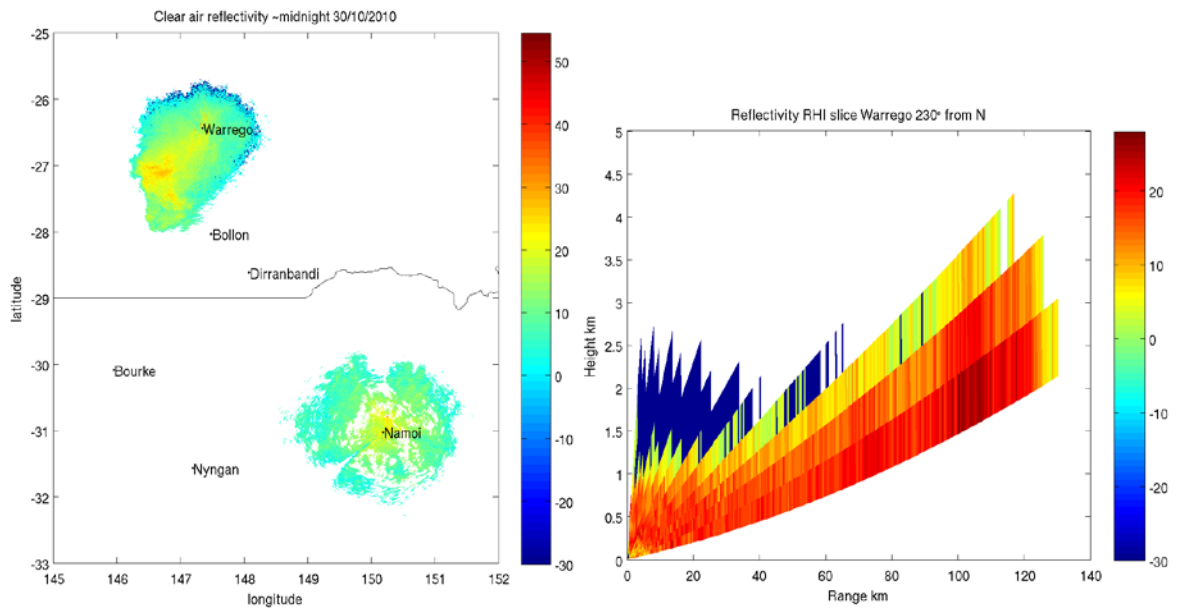 Clear air reflectivity ~midnight 30/10/2010
-25
-26
-27
-28
-29
-30
-31
-32
-33
latitude
Warrego
Bollon
Dirranbandi
Bourke
Namoi
Nyngan
145 146 147 148 149 150 151 152
longitude
50
40
30
20
10
0
-10
-20
-30
Reflectivity RHI slice Warrego 230° from N
5
4.5
4
3.5
3
2.5
2
1.5
1
0.5
0
Height km
0 20 40 60 80 100 120 140
Range km
20
10
0
-10
-20
-30